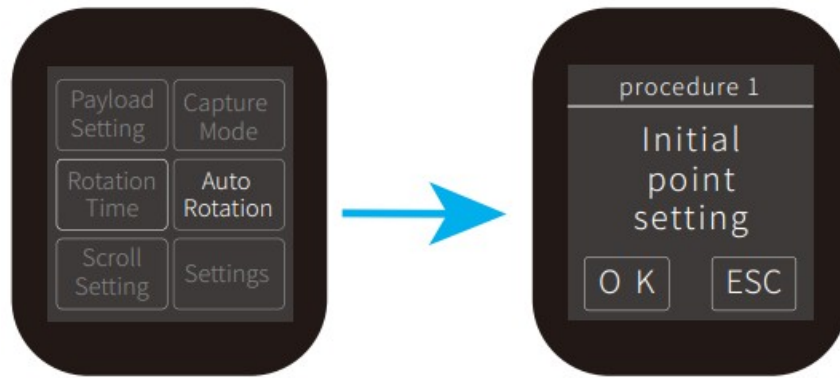 Payload
Setting
Capture
Mode
Rotation
Time
Auto
Rotation
Scroll
Setting
Settings
procedure 1
Initial
point
setting
O K
ESC